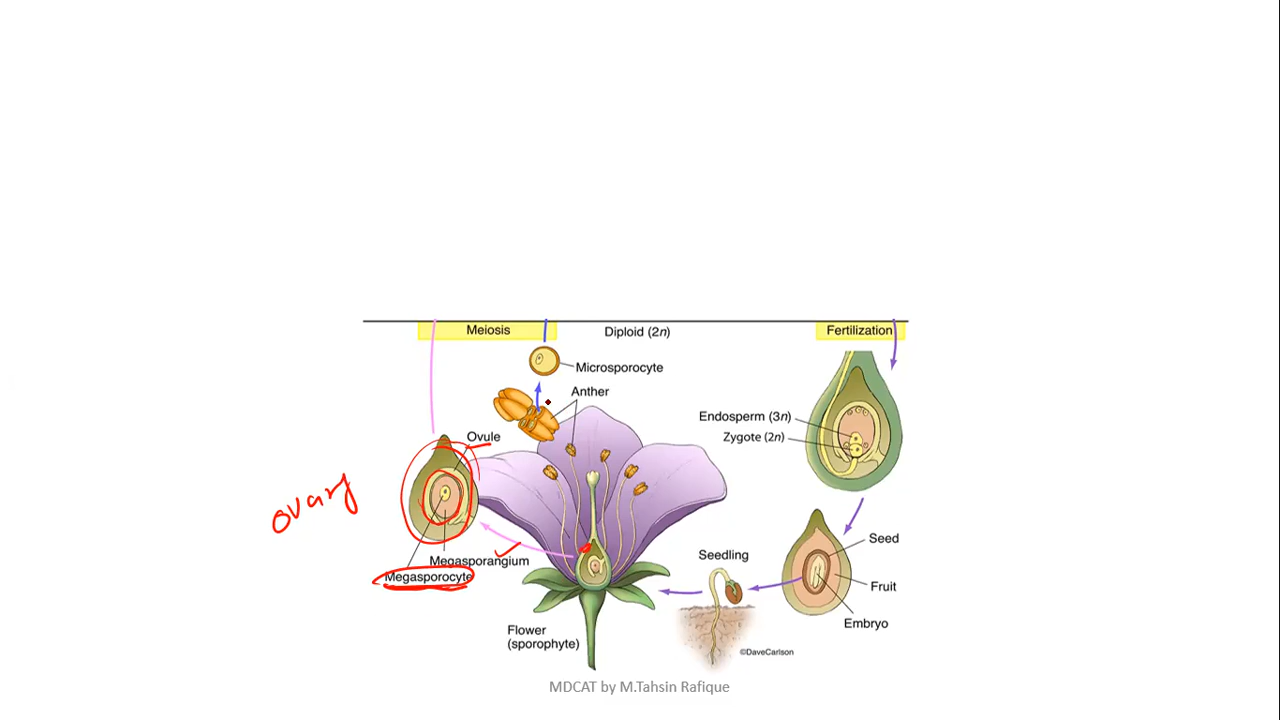 Meiosis
Diploid (2n)
Fertilization
Microsporocyte
Anther
Endosperm (3n)
Zygote (2n)
Ovule
ovary
Seed
Seedling
Megasporangium
Megasporocyte
Fruit
Embryo
Flower
(sporophyte)
©DaveCarlson
MDCAT by M.Tahsin Rafique